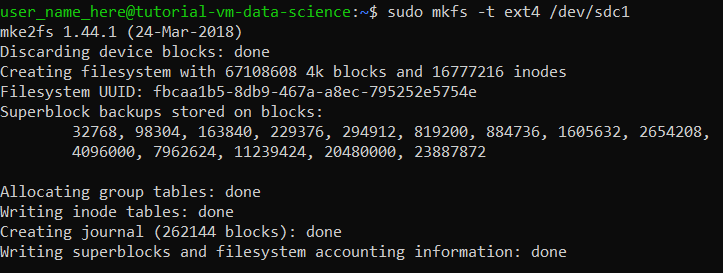 user_name_here@tutorial-vm-data-science:~$ sudo mkfs -t ext4 /dev/sdc1
mke2fs 1.44.1 (24-Mar-2018)
Discarding device blocks: done
Creating filesystem with 67108608 4k blocks and 16777216 inodes
Filesystem UUID: fbcaa1b5-8db9-467a-a8ec-795252e5754e
Superblock backups stored on blocks:
        32768, 98304, 163840, 229376, 294912, 819200, 884736, 1605632, 2654208,
        4096000, 7962624, 11239424, 20480000, 23887872

Allocating group tables: done
Writing inode tables: done
Creating journal (262144 blocks): done
Writing superblocks and filesystem accounting information: done